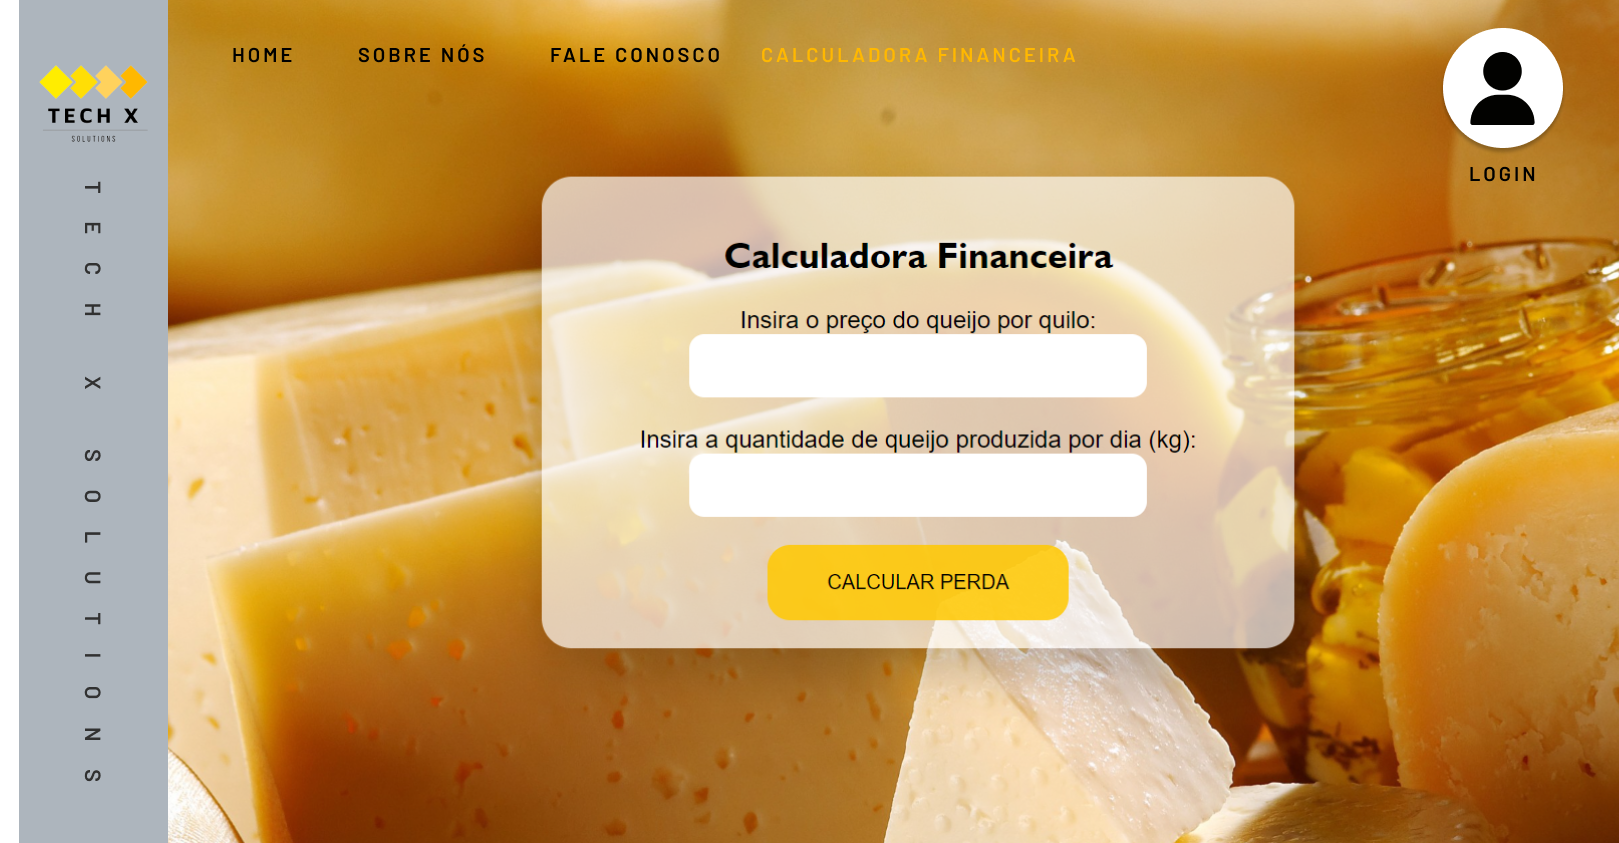 TECH X
SOLUTIONS
TECH X SOLUTIONS
HOME
SOBRE NÓS
FALE CONOSCO
CALCULADORA FINANCEIRA
LOGIN
Calculadora Financeira
Insira o preço do queijo por quilo:
Insira a quantidade de queijo produzida por dia (kg):
CALCULAR PERDA